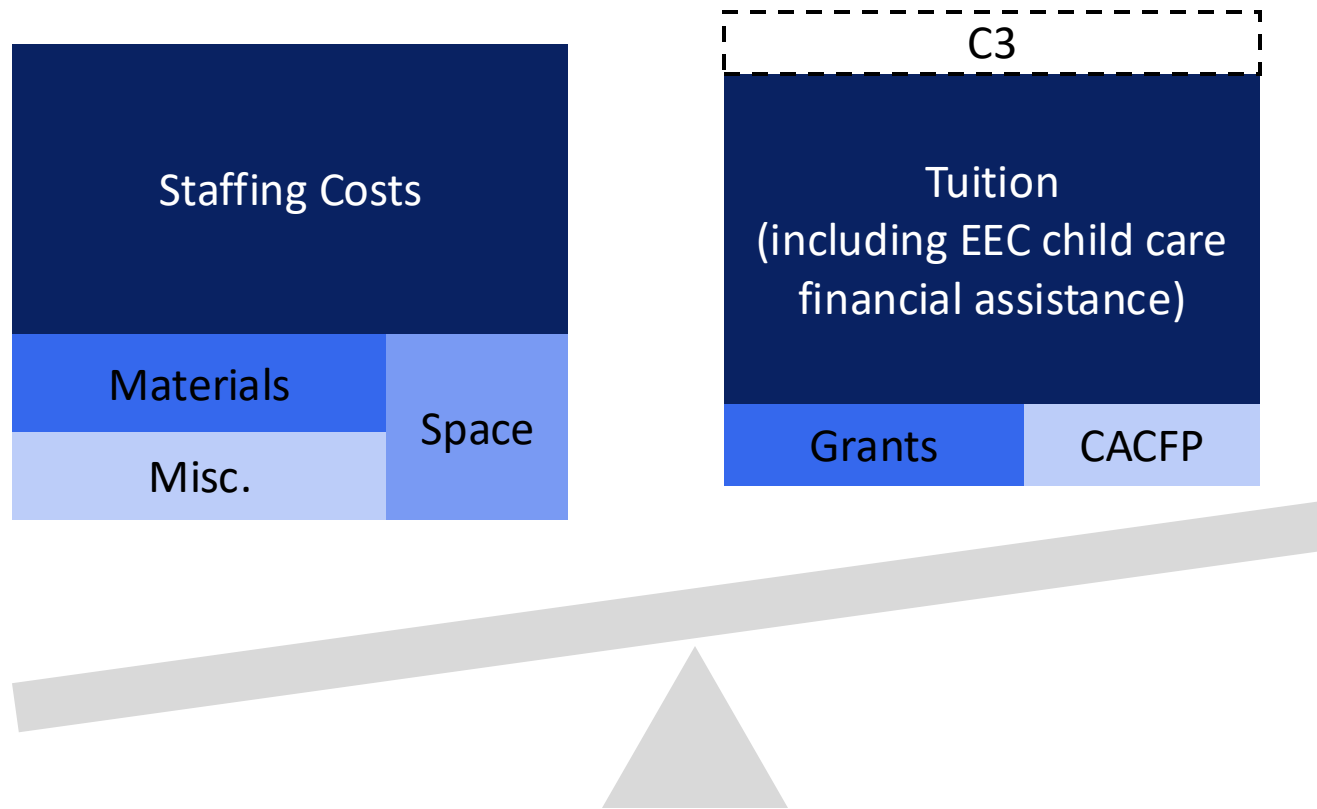 Staffing Costs
Materials
Misc.
Space
C3
Tuition
(including EEC child care
financial assistance)
Grants
CACFP